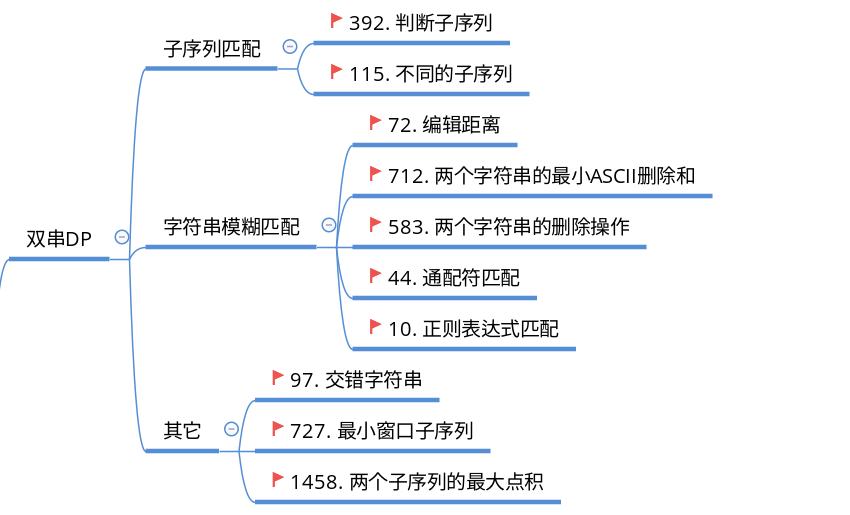 双串DP
子序列匹配
392. 判断子序列
115. 不同的子序列
字符串模糊匹配
72. 编辑距离
712. 两个字符串的最小ASCII删除和
583. 两个字符串的删除操作
44. 通配符匹配
10. 正则表达式匹配
其它
97. 交错字符串
727. 最小窗口子序列
1458. 两个子序列的最大点积